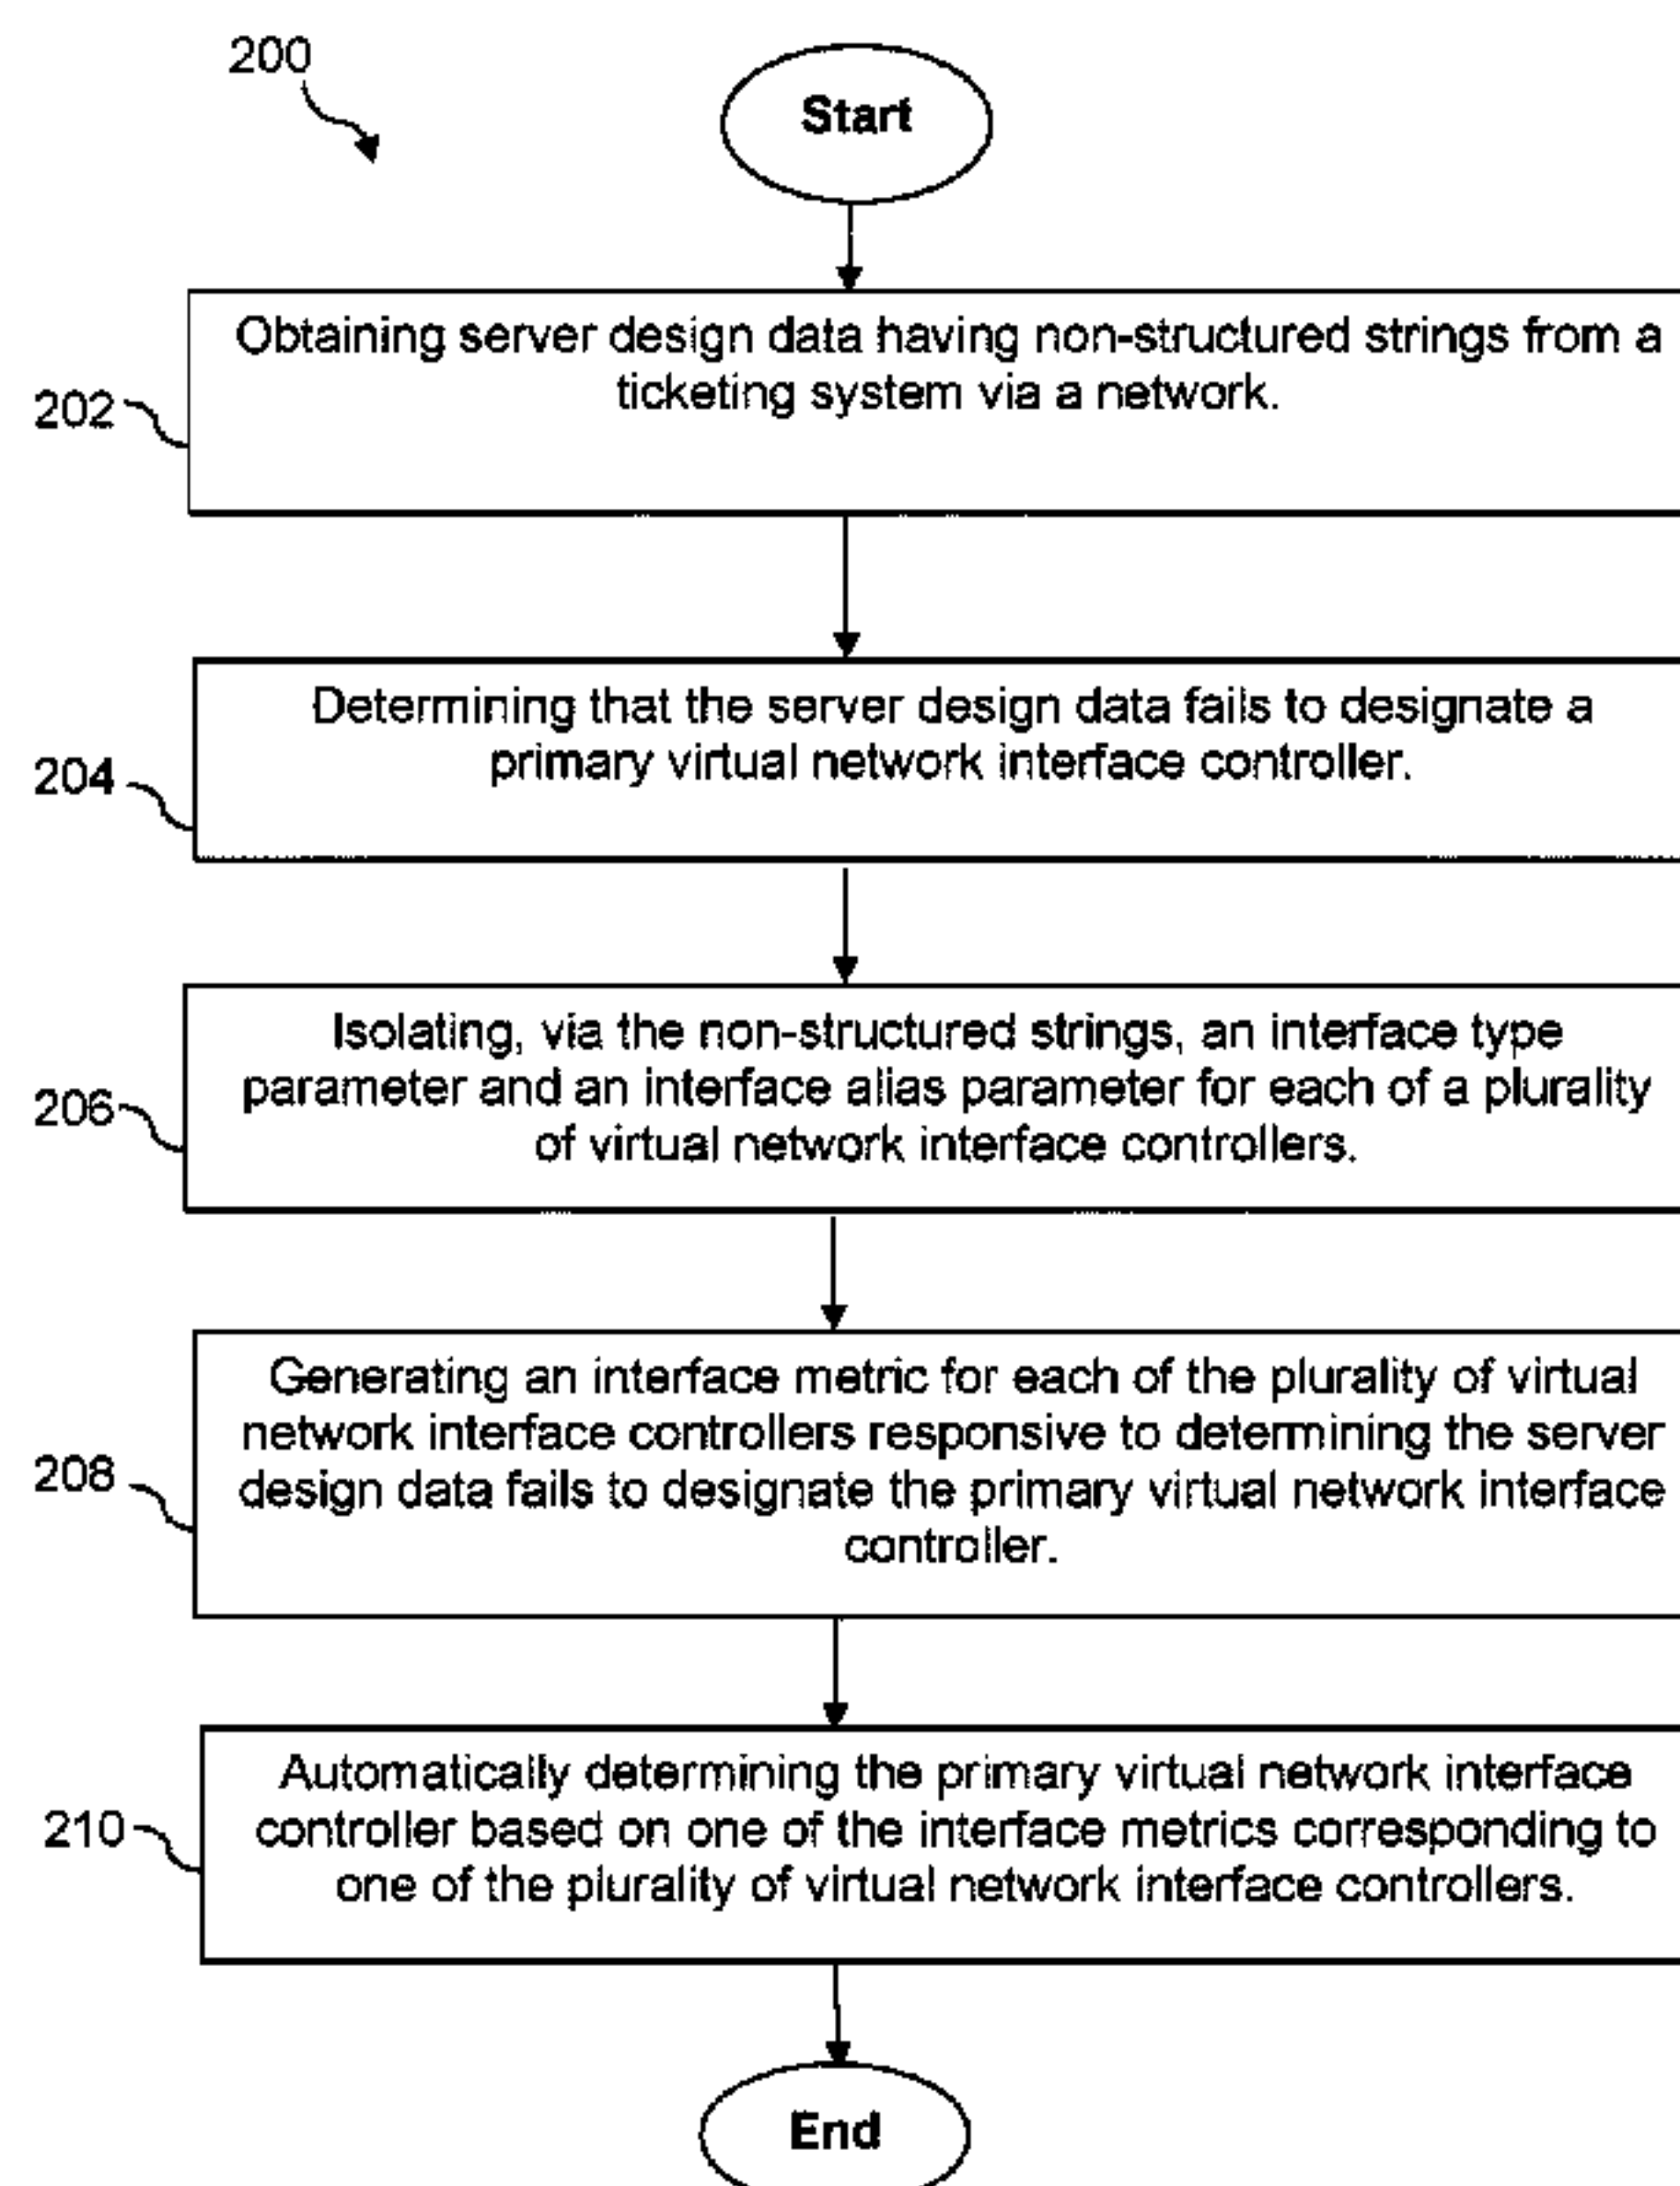 200
Start
Obtaining server design data having non-structured strings from a
ticketing system via a network.
202
Determining that the server design data fails to designate a
primary virtual network interface controller.
204
Isolating, via the non-structured strings, an interface type
parameter and an interface alias parameter for each of a plurality
of virtual network interface controllers.
206
Generating an interface metric for each of the plurality of virtual
network interface controllers responsive to determining the server
design data fails to designate the primary virtual network interface
controller.
208
Automatically determining the primary virtual network interface
controller based on one of the interface metrics corresponding to
one of the plurality of virtual network interface controllers.
210
End